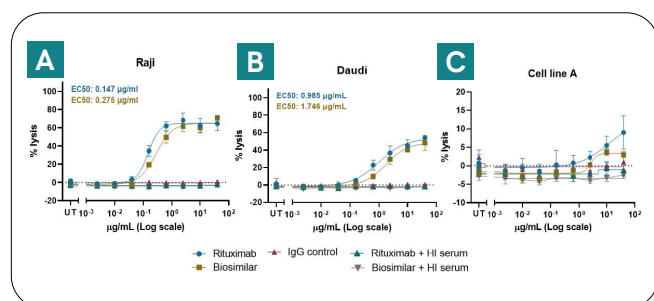 A
Raji
EC50: 0.147 µg/ml
EC50: 0.275 µg/ml
% lysis
100
80
60
40
20
0
UT 10-3 10-2 10-1 100 101 102
µg/mL (Log scale)
B
Daudi
EC50: 0.985 µg/mL
EC50: 1.746 µg/mL
% lysis
100
80
60
40
20
0
UT 10-3 10-2 10-1 100 101 102
µg/mL (Log scale)
C
Cell line A
% lysis
20
15
10
5
0
-5
-10
UT 10-3 10-2 10-1 100 101 102
µg/mL (Log scale)
Rituximab IgG control Rituximab + HI serum
Biosimilar Biosimilar + HI serum